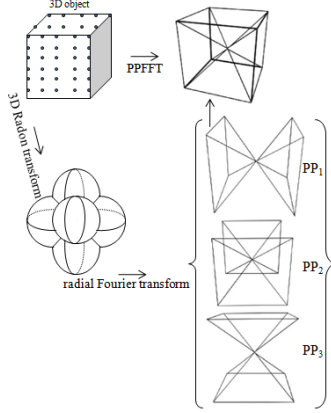 3D object
PPFFT
3D Radon transform
PP1
radial Fourier transform
PP2
PP3